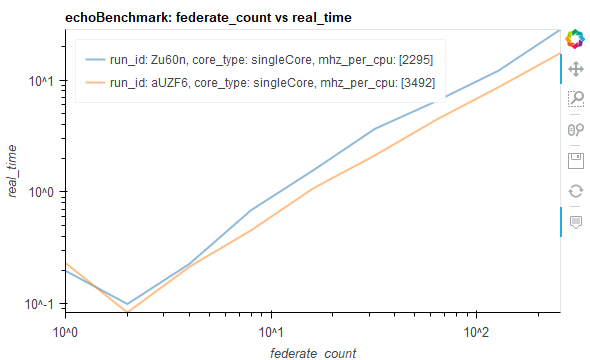 echoBenchmark: federate_count vs real_time
run_id: Zu60n, core_type: singleCore, mhz_per_cpu: [2295]
run_id: aUZF6, core_type: singleCore, mhz_per_cpu: [3492]
10^1
10^0
10^-1
real_time
10^0
10^1
10^2
federate_count